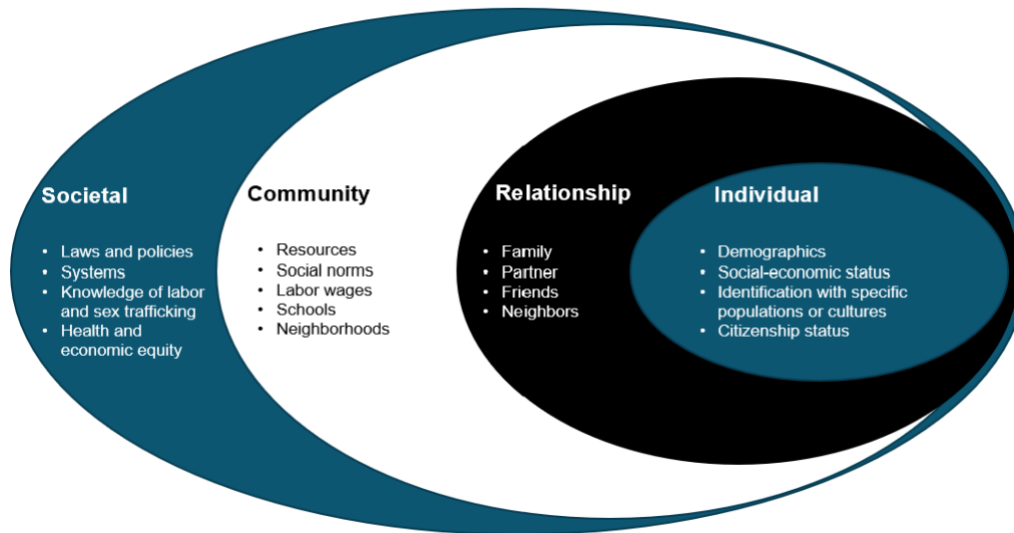 Societal
• Laws and policies
• Systems
• Knowledge of labor
and sex trafficking
• Health and
economic equity
Community
• Resources
• Social norms
• Labor wages
• Schools
• Neighborhoods
Relationship
• Family
• Partner
• Friends
• Neighbors
Individual
• Demographics
• Social-economic status
• Identification with specific
populations or cultures
• Citizenship status